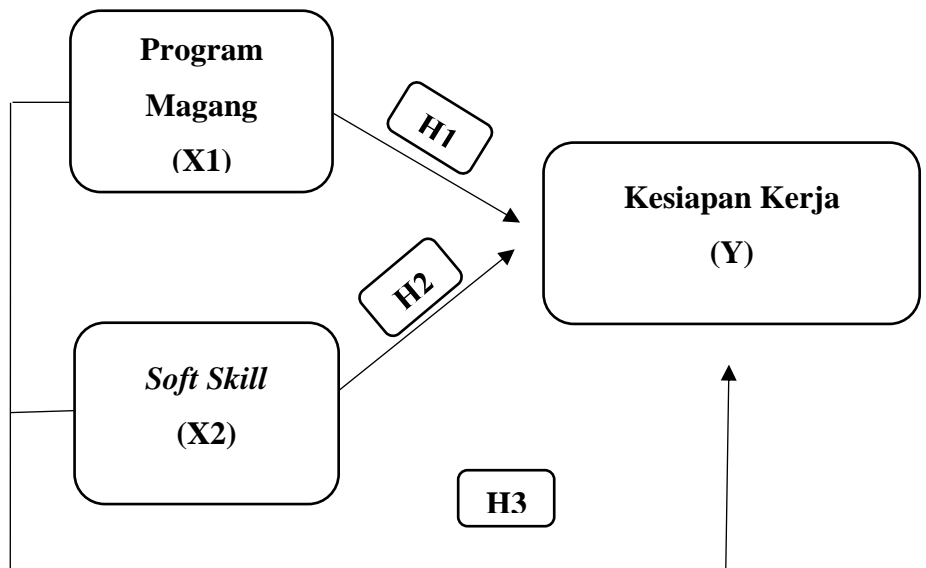 Program
Magang
(X1)
H1
Kesiapan Kerja
(Y)
H2
Soft Skill
(X2)
H3